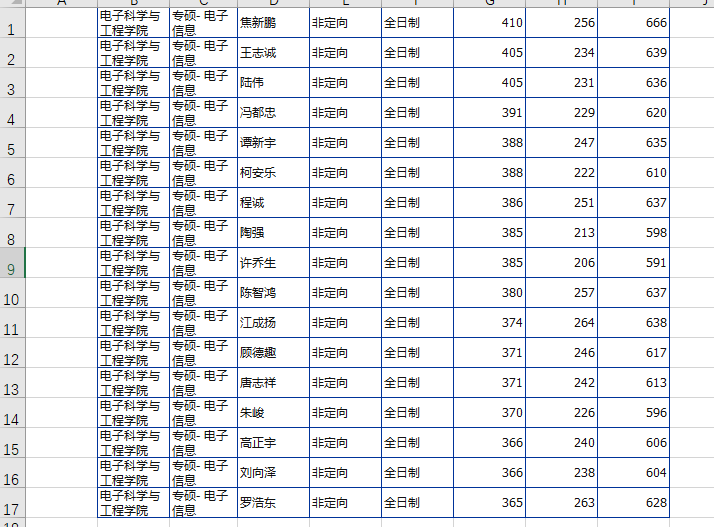 A B C D E F G H I J
1 电子科学与工程学院 专硕- 电子信息 焦新鹏 非定向 全日制 410 256 666
2 电子科学与工程学院 专硕- 电子信息 王志诚 非定向 全日制 405 234 639
3 电子科学与工程学院 专硕- 电子信息 陆伟 非定向 全日制 405 231 636
4 电子科学与工程学院 专硕- 电子信息 冯都忠 非定向 全日制 391 229 620
5 电子科学与工程学院 专硕- 电子信息 谭新宇 非定向 全日制 388 247 635
6 电子科学与工程学院 专硕- 电子信息 柯安乐 非定向 全日制 388 222 610
7 电子科学与工程学院 专硕- 电子信息 程诚 非定向 全日制 386 251 637
8 电子科学与工程学院 专硕- 电子信息 陶强 非定向 全日制 385 213 598
9 电子科学与工程学院 专硕- 电子信息 许乔生 非定向 全日制 385 206 591
10 电子科学与工程学院 专硕- 电子信息 陈智鸿 非定向 全日制 380 257 637
11 电子科学与工程学院 专硕- 电子信息 江成扬 非定向 全日制 374 264 638
12 电子科学与工程学院 专硕- 电子信息 顾德趣 非定向 全日制 371 246 617
13 电子科学与工程学院 专硕- 电子信息 唐志祥 非定向 全日制 371 242 613
14 电子科学与工程学院 专硕- 电子信息 朱峻 非定向 全日制 370 226 596
15 电子科学与工程学院 专硕- 电子信息 高正宇 非定向 全日制 366 240 606
16 电子科学与工程学院 专硕- 电子信息 刘向泽 非定向 全日制 366 238 604
17 电子科学与工程学院 专硕- 电子信息 罗浩东 非定向 全日制 365 263 628